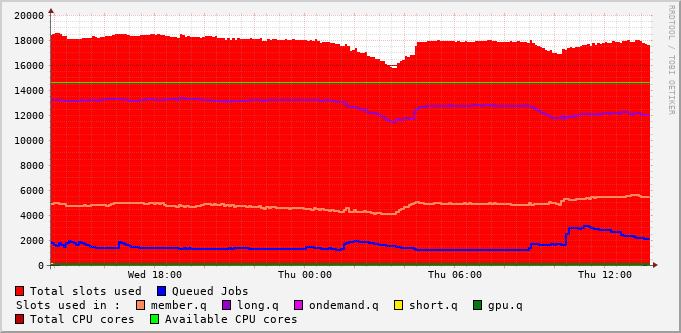 20000
18000
16000
14000
12000
10000
8000
6000
4000
2000
0
Wed 18:00 Thu 00:00 Thu 06:00 Thu 12:00
RRDTOOL / TOBI OETIKER
Total slots used Queued Jobs
Slots used in : member.q long.q ondemand.q short.q gpu.q
Total CPU cores Available CPU cores